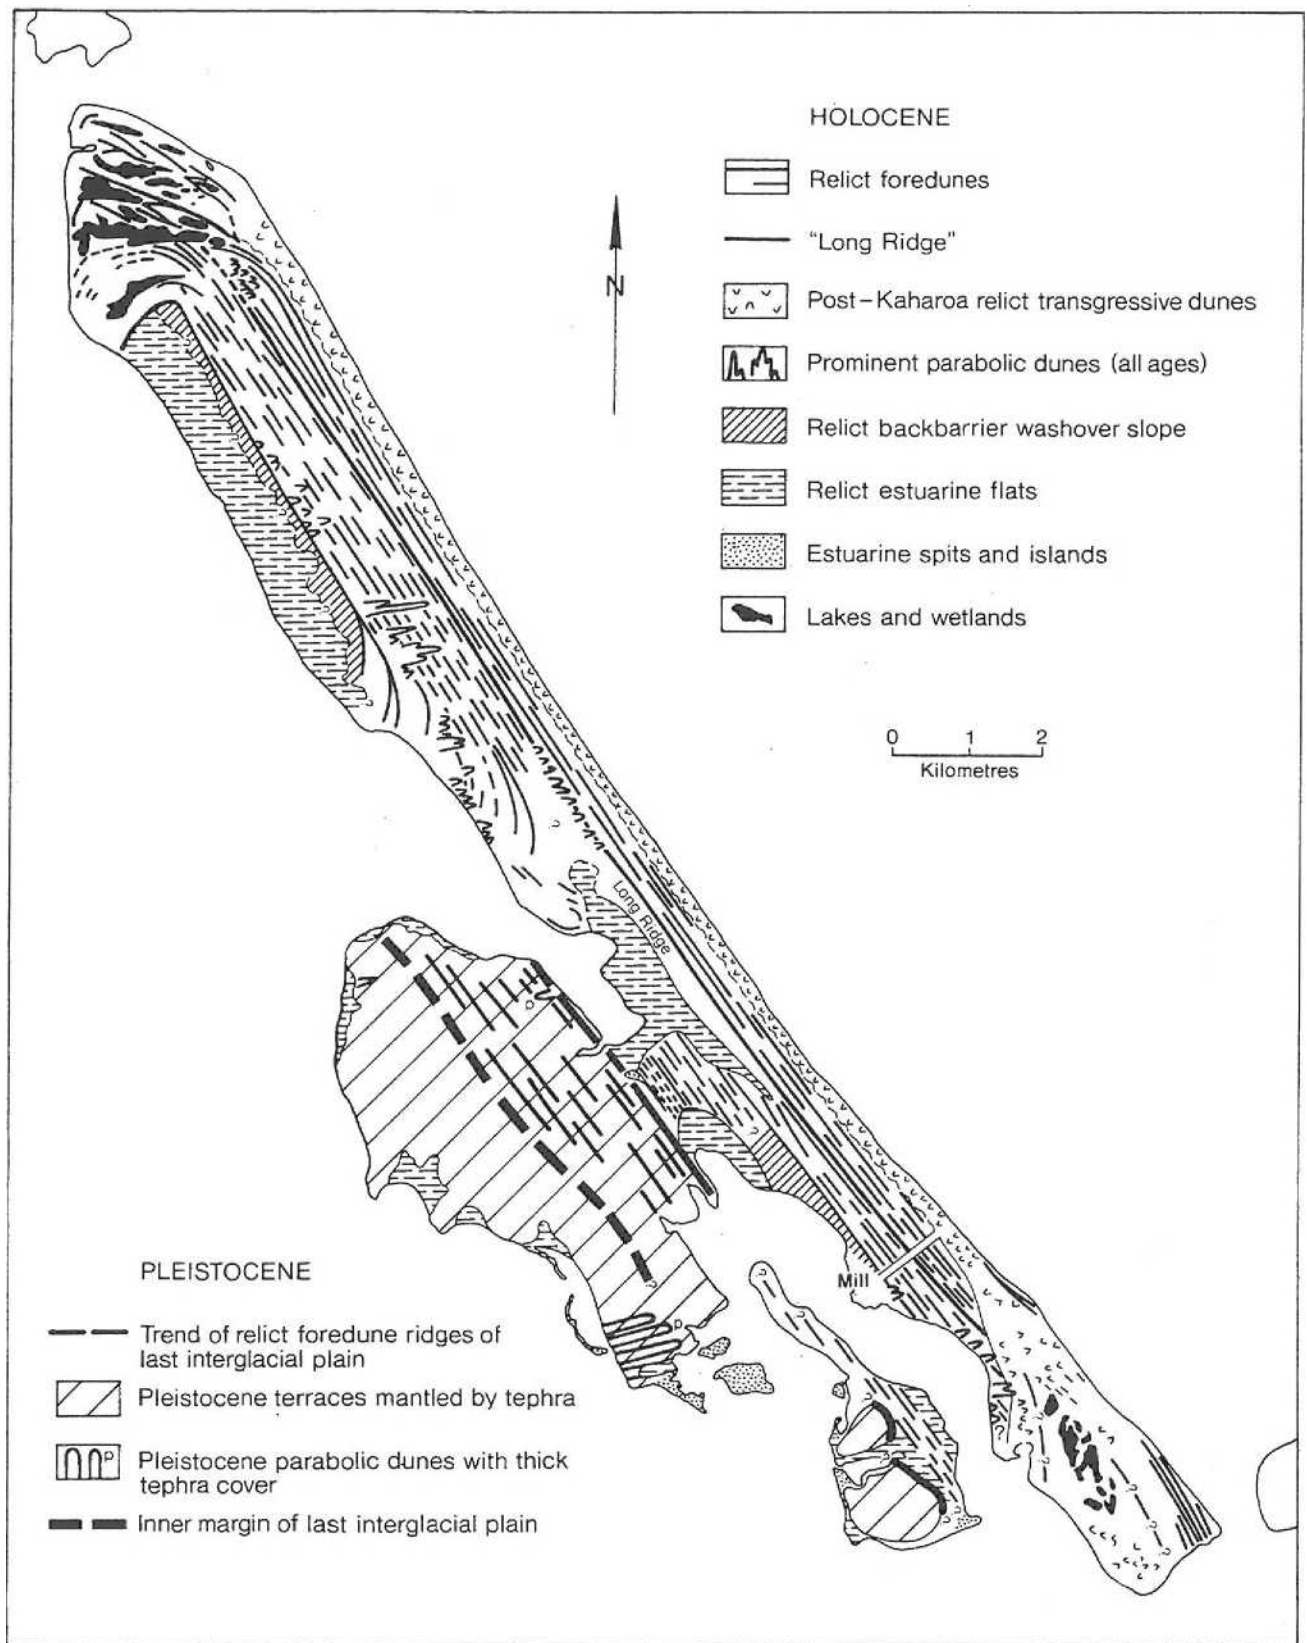 HOLOCENE
Relict foredunes
"Long Ridge"
Post-Kaharoa relict transgressive dunes
Prominent parabolic dunes (all ages)
Relict backbarrier washover slope
Relict estuarine flats
Estuarine spits and islands
Lakes and wetlands
N
0 1 2
Kilometres
Long Ridge
Mill
PLEISTOCENE
Trend of relict foredune ridges of
last interglacial plain
Pleistocene terraces mantled by tephra
p
Pleistocene parabolic dunes with thick
tephra cover
Inner margin of last interglacial plain